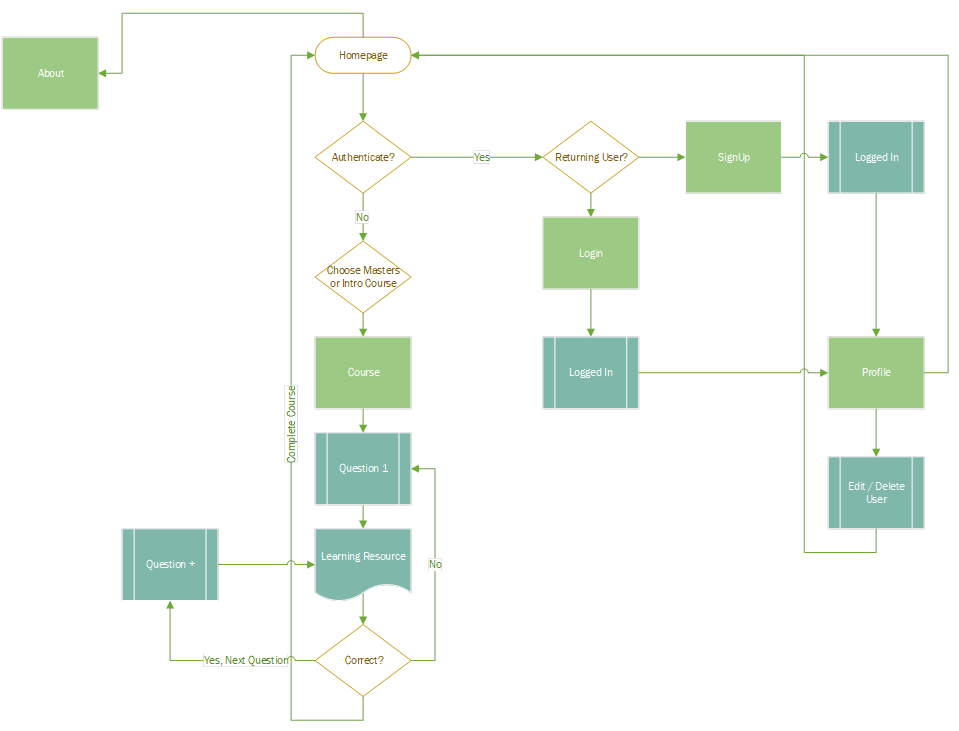 Homepage
About
Authenticate?
Yes
Returning User?
SignUp
Logged In
No
Choose Masters
or Intro Course
Login
Course
Logged In
Profile
Complete Course
Question 1
Edit / Delete
User
Learning Resource
Question +
No
Yes, Next Question
Correct?